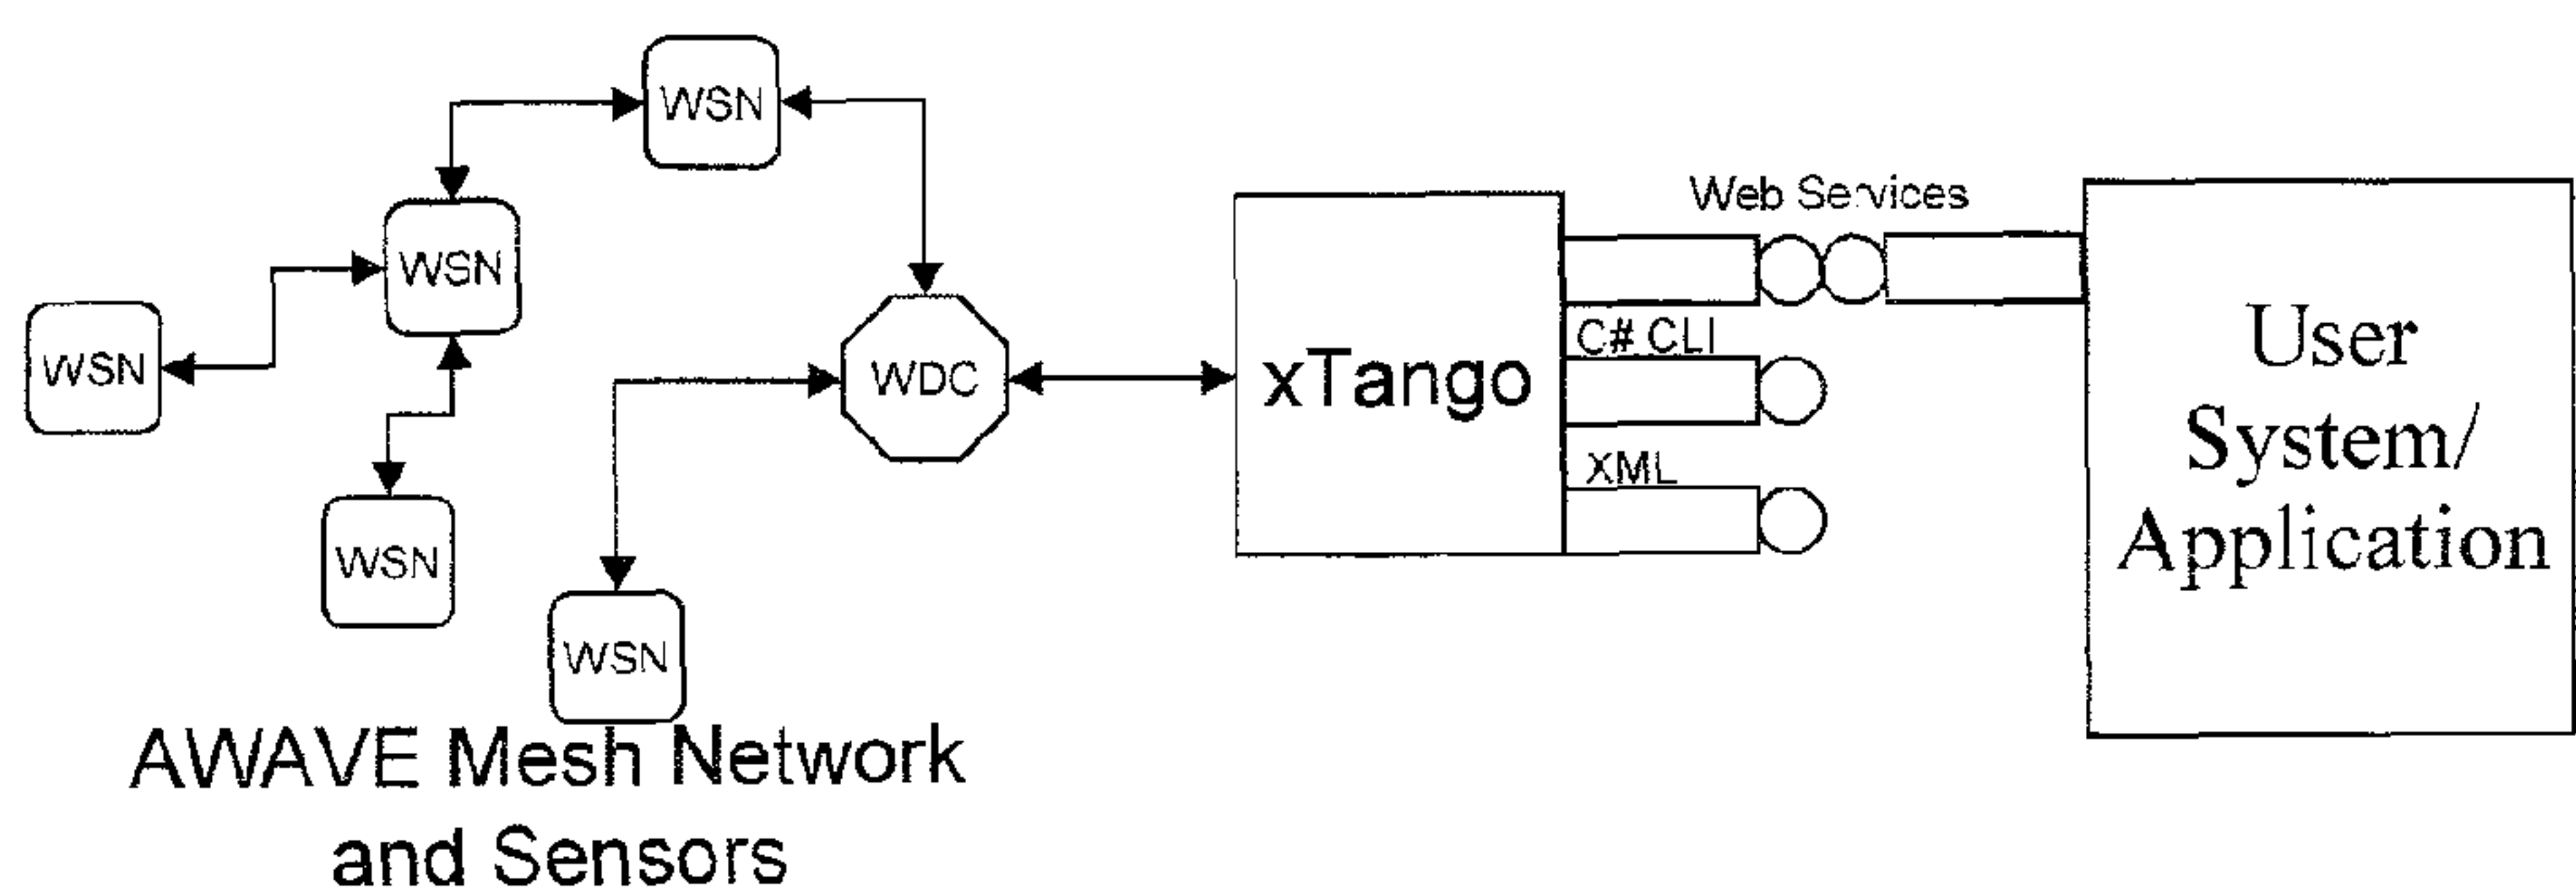 WSN
WSN
WSN
WSN
WSN
AWAVE Mesh Network
and Sensors
WDC
xTango
Web Services
C# CLI
XML
User
System/
Application